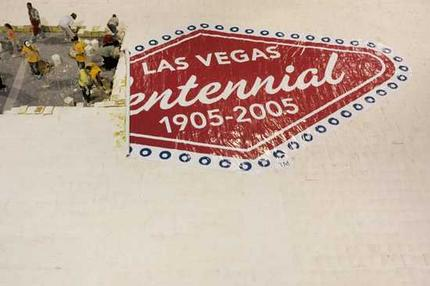 LAS VEGAS
entennial
1905-2005
TM